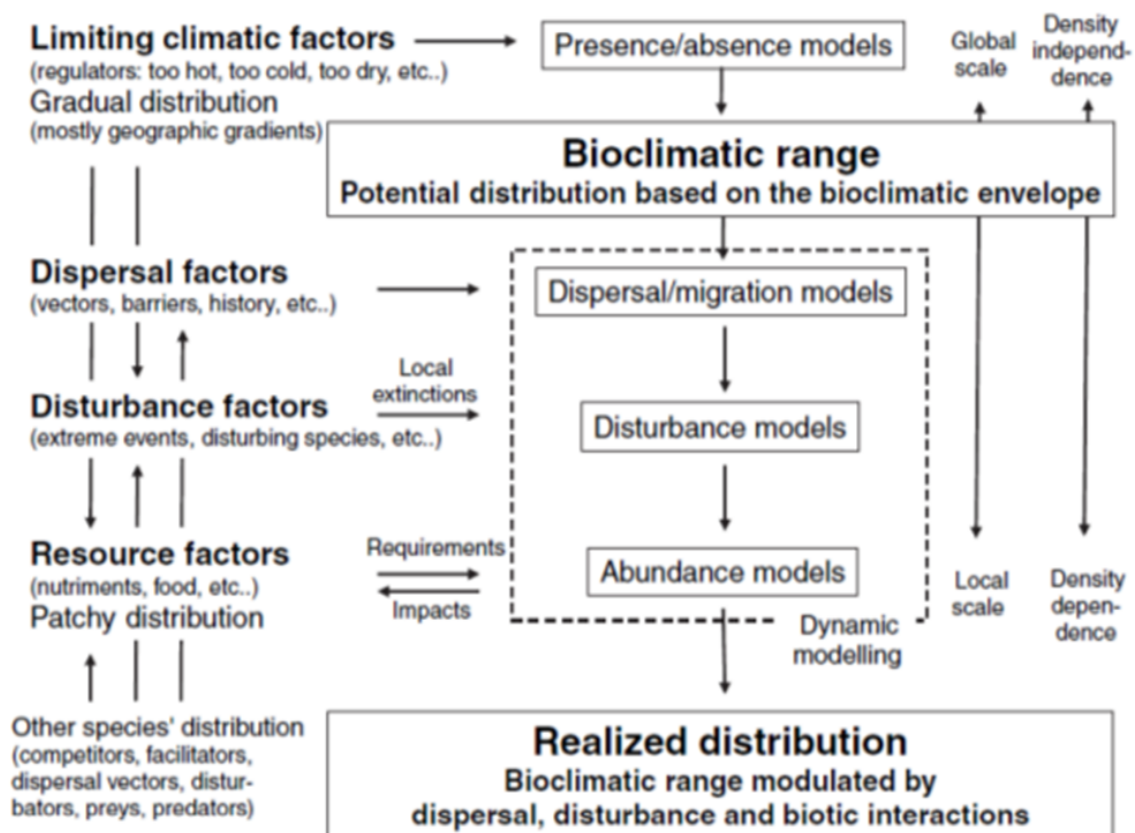 Limiting climatic factors
(regulators: too hot, too cold, too dry, etc..)
Gradual distribution
(mostly geographic gradients)
Presence/absence models
Global
scale
Density
independ-
dence
Bioclimatic range
Potential distribution based on the bioclimatic envelope
Dispersal factors
(vectors, barriers, history, etc..)
Dispersal/migration models
Local
extinctions
Disturbance factors
(extreme events, disturbing species, etc..)
Disturbance models
Resource factors
(nutriments, food, etc..)
Patchy distribution
Requirements
Impacts
Abundance models
Local
scale
Density
depen-
dence
Dynamic
modelling
Other species' distribution
(competitors, facilitators,
dispersal vectors, distur-
bators, preys, predators)
Realized distribution
Bioclimatic range modulated by
dispersal, disturbance and biotic interactions